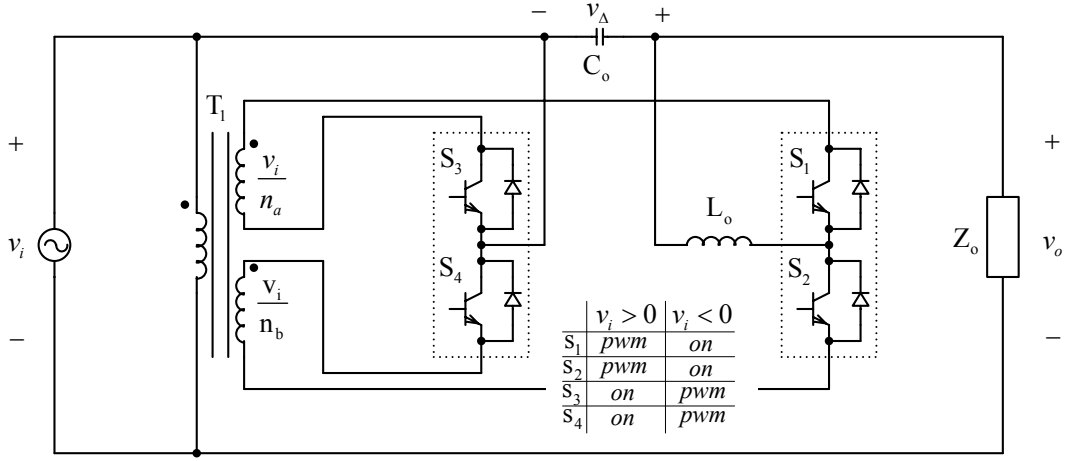 − v_Δ +
C_o
T_1
+ v_i −
v_i / n_a
v_i / n_b
S_3
S_4
S_1
S_2
L_o
Z_o
+ v_o −
v_i > 0 v_i < 0
S_1 pwm on
S_2 pwm on
S_3 on pwm
S_4 on pwm